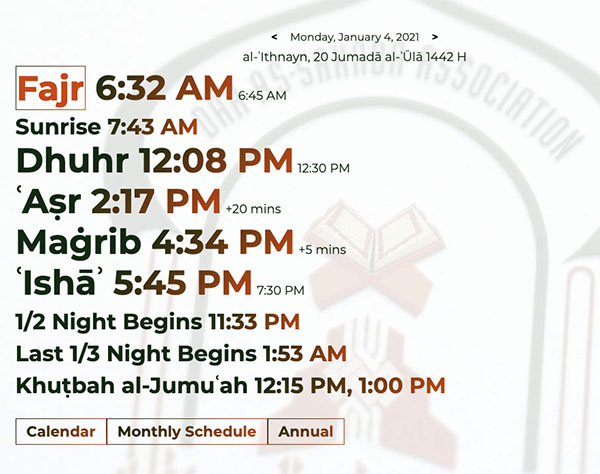 < Monday, January 4, 2021 >
al-ʾIthnayn, 20 Jumadā al-ʾŪlā 1442 H
Fajr 6:32 AM 6:45 AM
Sunrise 7:43 AM
Dhuhr 12:08 PM 12:30 PM
ʿAṣr 2:17 PM +20 mins
Maġrib 4:34 PM +5 mins
ʿIshāʾ 5:45 PM 7:30 PM
1/2 Night Begins 11:33 PM
Last 1/3 Night Begins 1:53 AM
Khuṭbah al-Jumuʿah 12:15 PM, 1:00 PM
Calendar Monthly Schedule Annual
AS-SAHABA ASSOCIATION